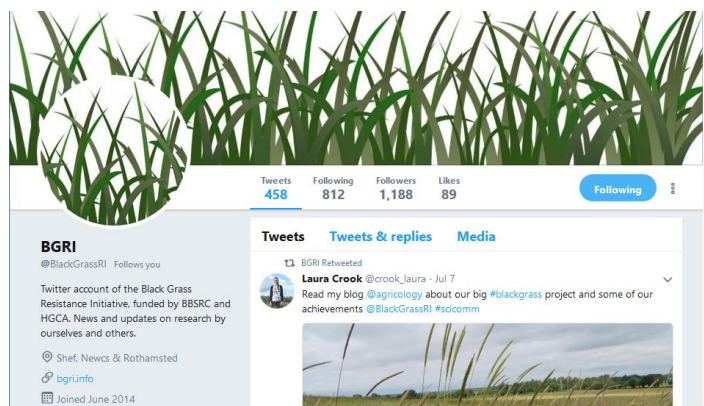 Tweets Following Followers Likes
458 812 1,188 89
Following
BGRI
@BlackGrassRI Follows you
Twitter account of the Black Grass
Resistance Initiative, funded by BBSRC and
HGCA. News and updates on research by
ourselves and others.
Shef, Newcs & Rothamsted
bgri.info
Joined June 2014
Tweets Tweets & replies Media
BGRI Retweeted
Laura Crook @crook_laura · Jul 7
Read my blog @agricology about our big #blackgrass project and some of our
achievements @BlackGrassRI #scicomm